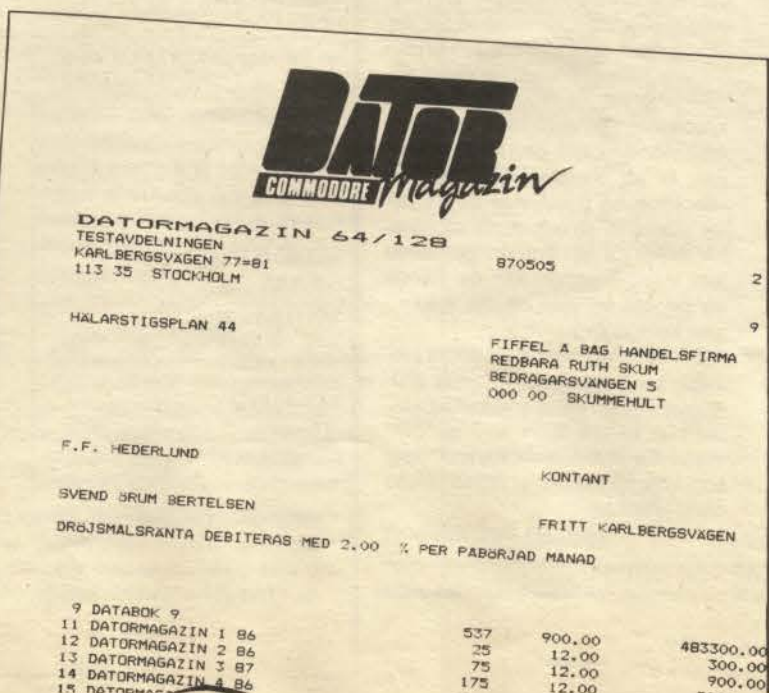 DATOR
COMMODORE Magazin
DATORMAGAZIN 64/128
TESTAVDELNINGEN
KARLBERGSVÄGEN 77=81
113 35 STOCKHOLM
870505
2
HÄLARSTIGSPLAN 44
9
FIFFEL Å BÅG HANDELSFIRMA
REDBARA RUTH SKUM
BEDRAGARSVÄNGEN 5
000 00 SKUMMEHULT
F.F. HEDERLUND
KONTANT
SVEND ÖRUM BERTELSEN
FRITT KARLBERGSVÄGEN
DRÖJSMÅLSRÄNTA DEBITERAS MED 2.00 % PER PÅBÖRJAD MÅNAD
9 DATABOK 9 537 900.00 483300.00
11 DATORMAGAZIN 1 86 25 12.00 300.00
12 DATORMAGAZIN 2 86 75 12.00 900.00
13 DATORMAGAZIN 3 87 175 12.00
14 DATORMAGAZIN 4 86
15